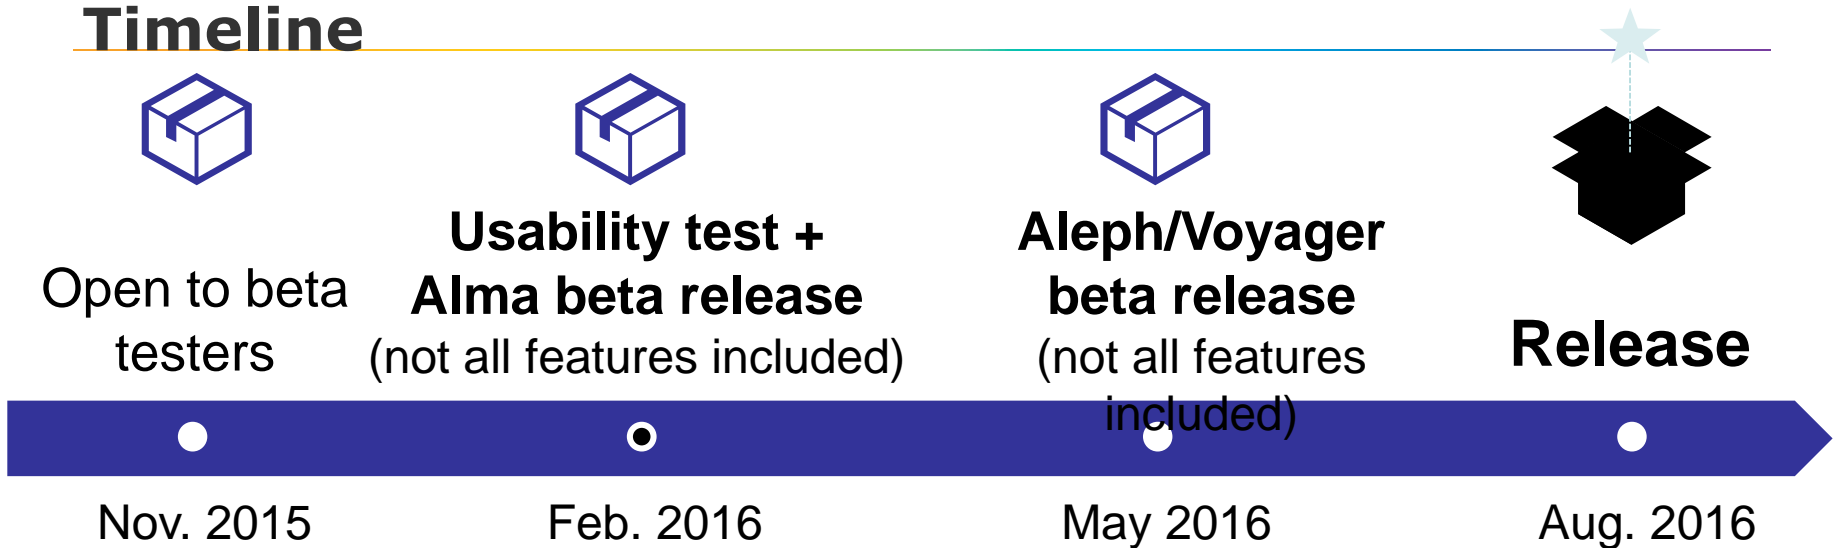 Timeline
Open to beta
testers
Usability test +
Alma beta release
(not all features included)
Aleph/Voyager
beta release
(not all features
included)
Release
Nov. 2015
Feb. 2016
May 2016
Aug. 2016